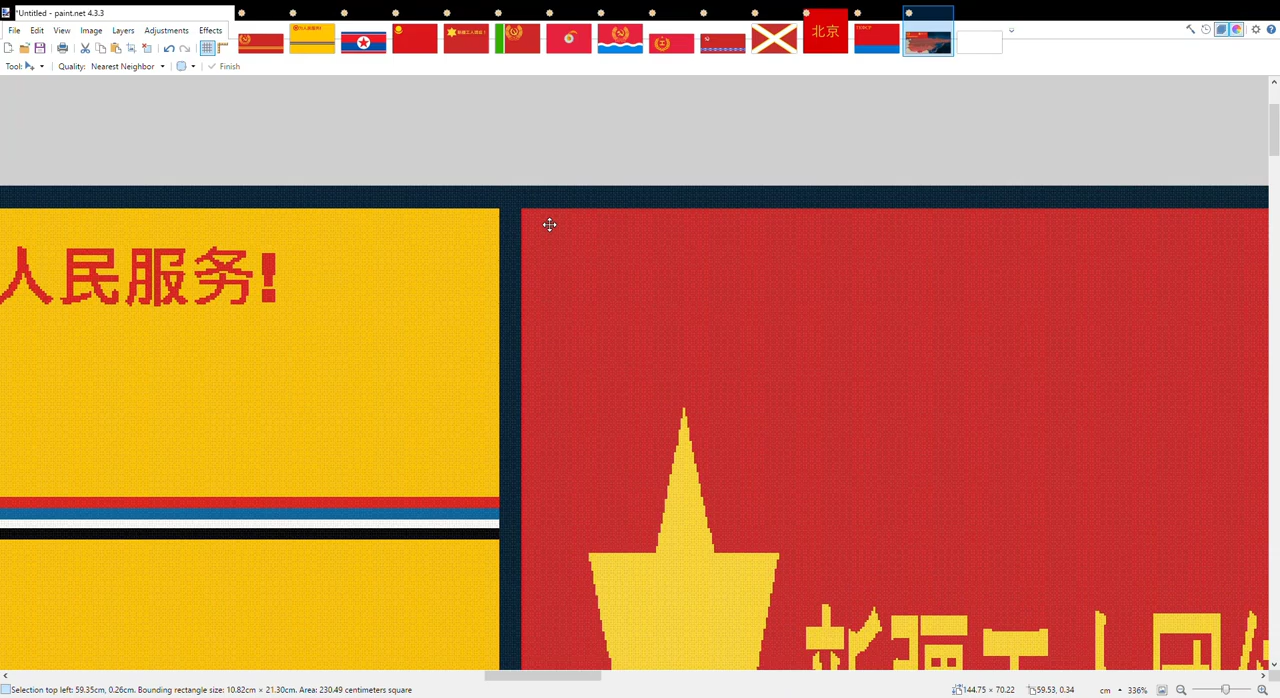 *Untitled - paint.net 4.3.3
File Edit View Image Layers Adjustments Effects
北京
Tool: Quality: Nearest Neighbor Finish
人民服务!
Selection top left: 59.35cm, 0.26cm. Bounding rectangle size: 10.82cm × 21.30cm. Area: 230.49 centimeters square
144.75 × 70.22 59.53, 0.34 cm 336%